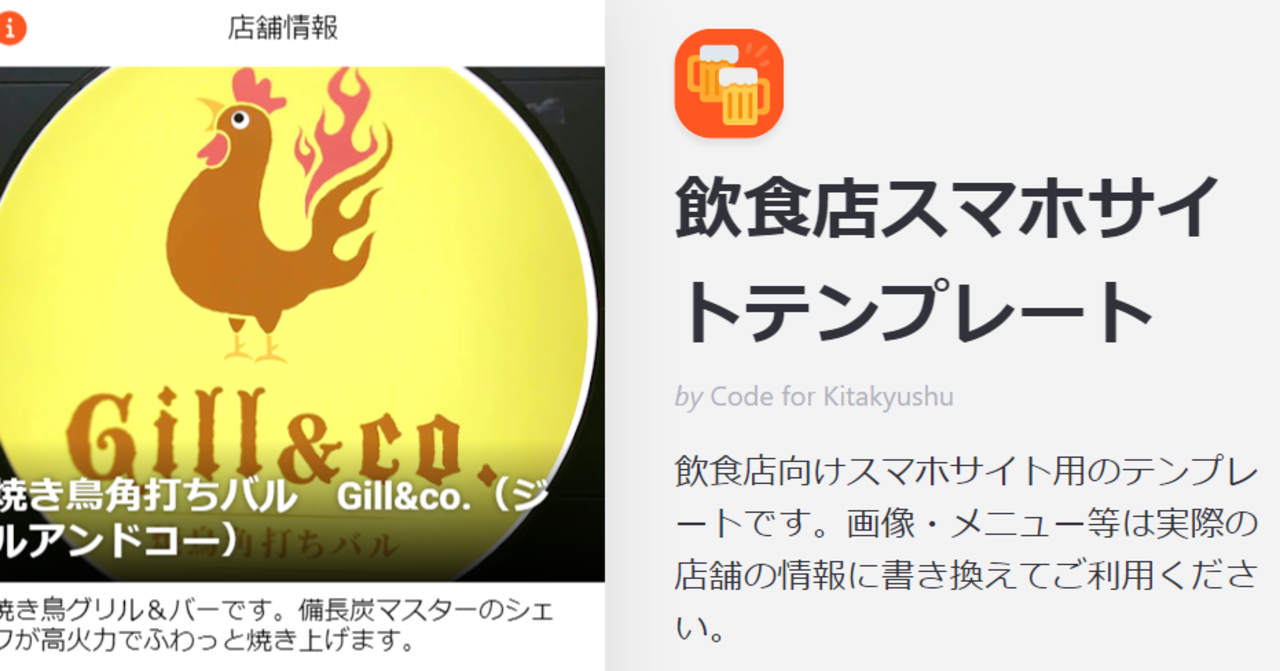 店舗情報
Gill&co.
焼き鳥角打ちバル　Gill&co.（ジ
ルアンドコー）
鳥角打ちバル
焼き鳥グリル＆バーです。備長炭マスターのシェ
フが高火力でふわっと焼き上げます。
飲食店スマホサイ
トテンプレート
by Code for Kitakyushu
飲食店向けスマホサイト用のテンプレ
ートです。画像・メニュー等は実際の
店舗の情報に書き換えてご利用くださ
い。